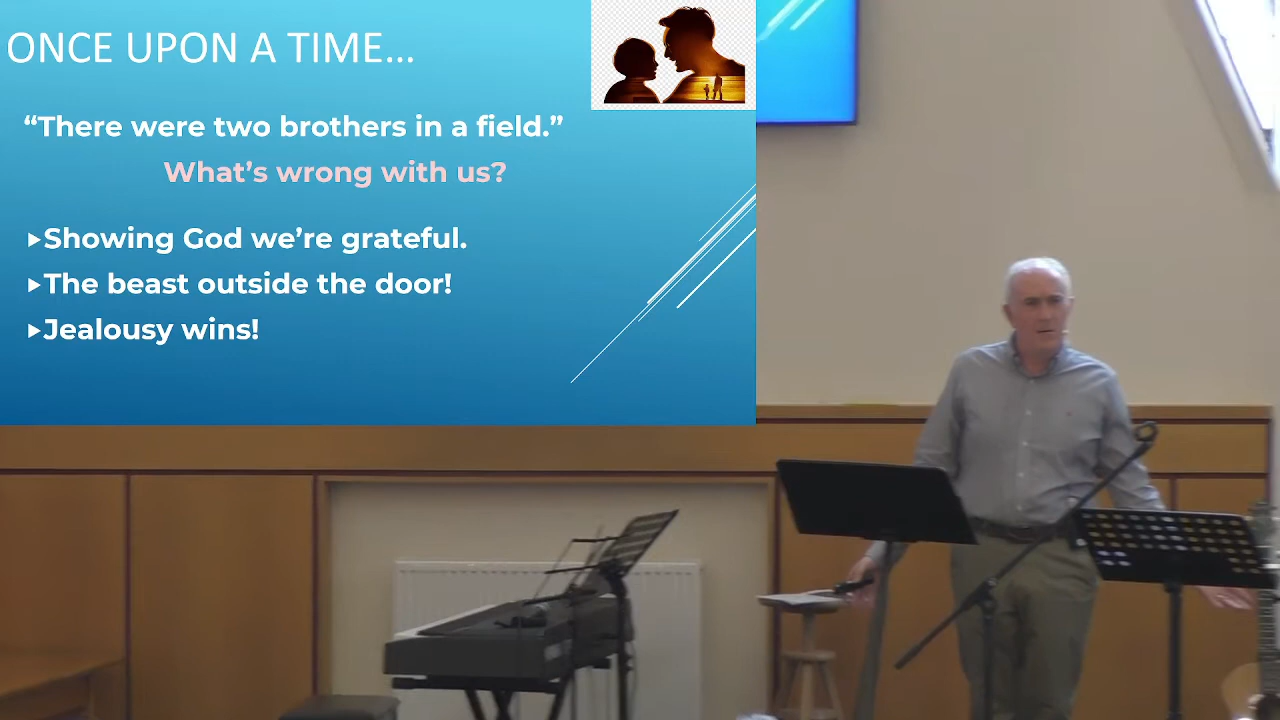 ONCE UPON A TIME...
“There were two brothers in a field.”
What’s wrong with us?
▸Showing God we’re grateful.
▸The beast outside the door!
▸Jealousy wins!